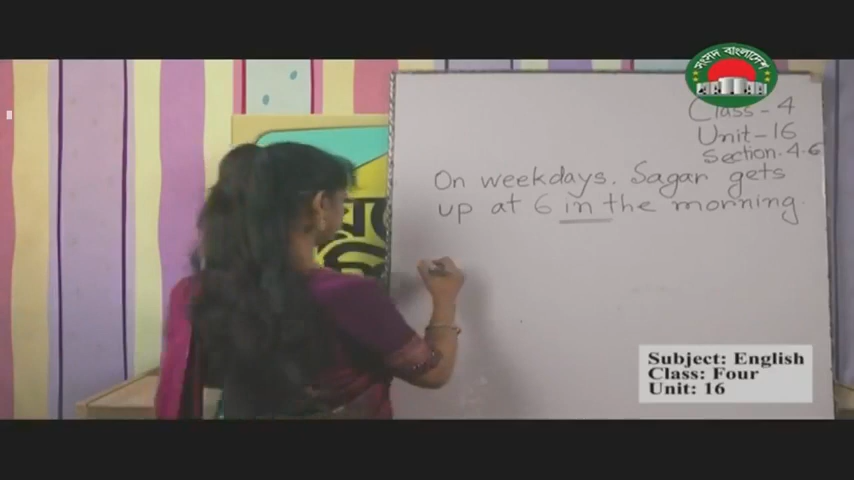 সংসদ বাংলাদেশ
Class - 4
Unit - 16
Section. 4-6
On weekdays. Sagar gets
up at 6 in the morning.
Subject: English
Class: Four
Unit: 16